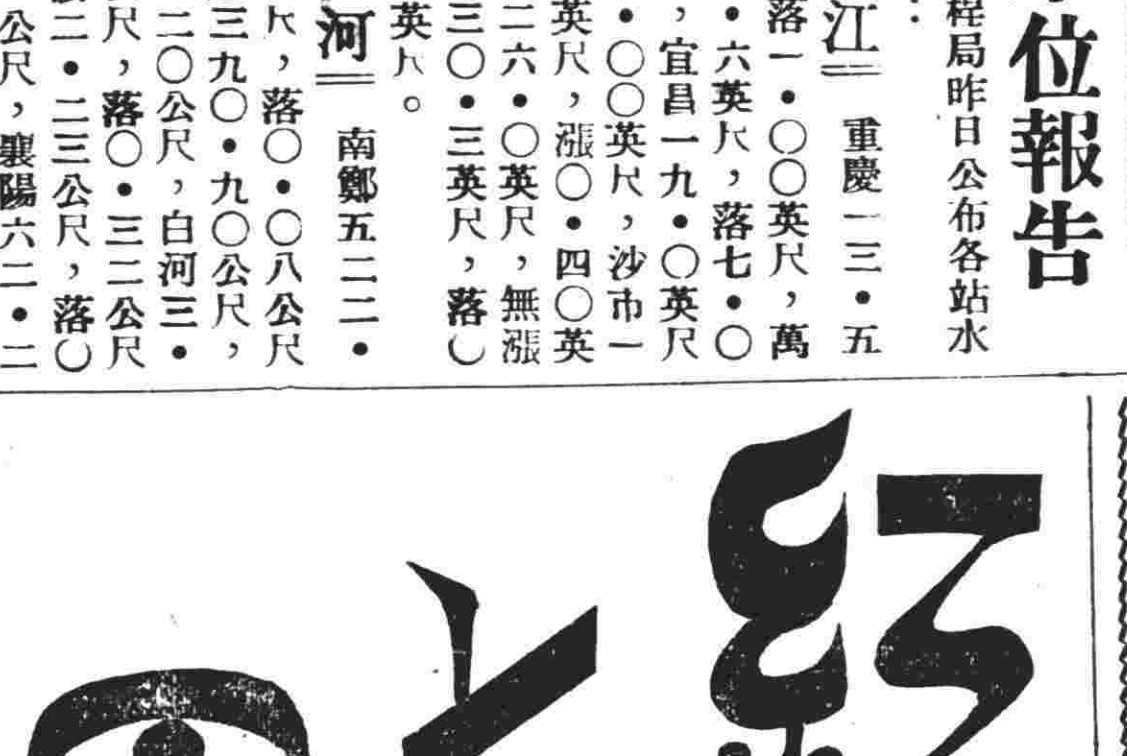 位報告
程局昨日公布各站水
江　重慶一三·五
落一·〇〇英尺，萬
·六英尺，落七·〇
，宜昌一九·〇英尺
·〇〇英尺，沙市一
英尺，漲〇·四〇英
二六·〇英尺，無漲
三〇·三英尺，落〇
英尺。
河　南鄭五二二·
尺，落〇·〇八公尺
三九〇·九〇公尺，
二〇公尺，白河三·
尺，落〇·三二公尺
二·二三公尺，落〇
公尺，襄陽六二·二